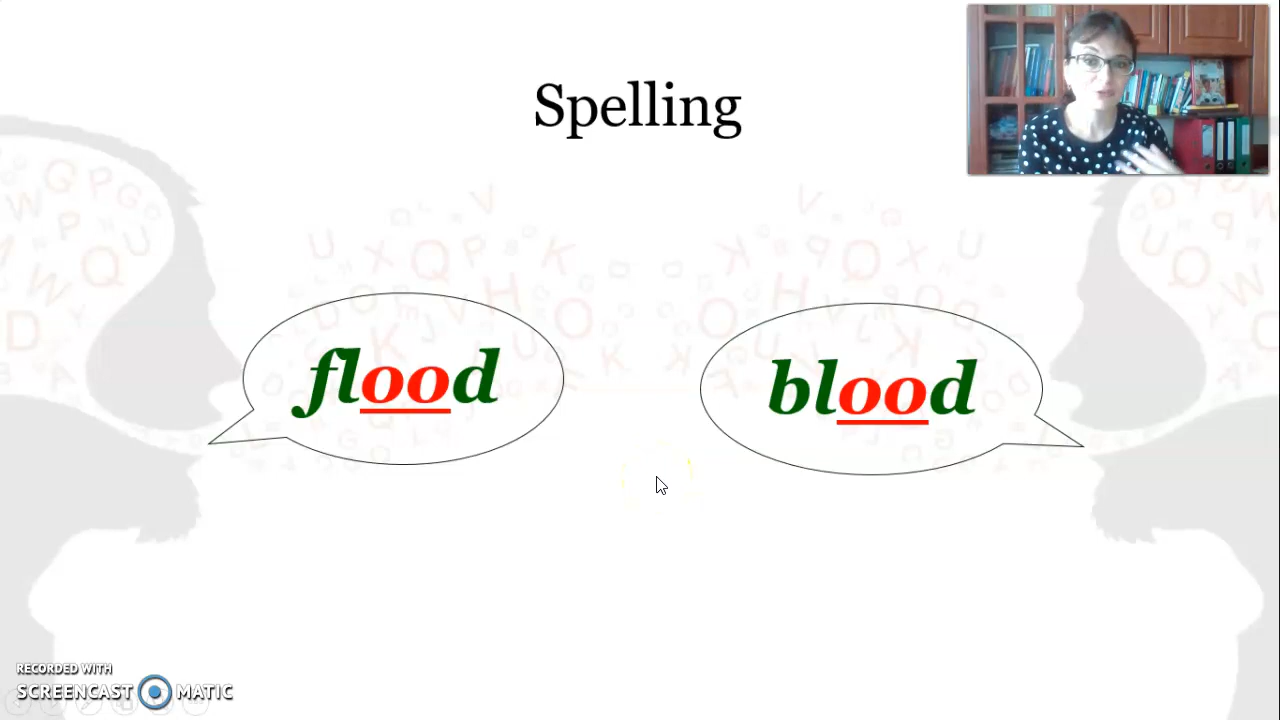 Spelling
flood
blood
RECORDED WITH
SCREENCAST MATIC